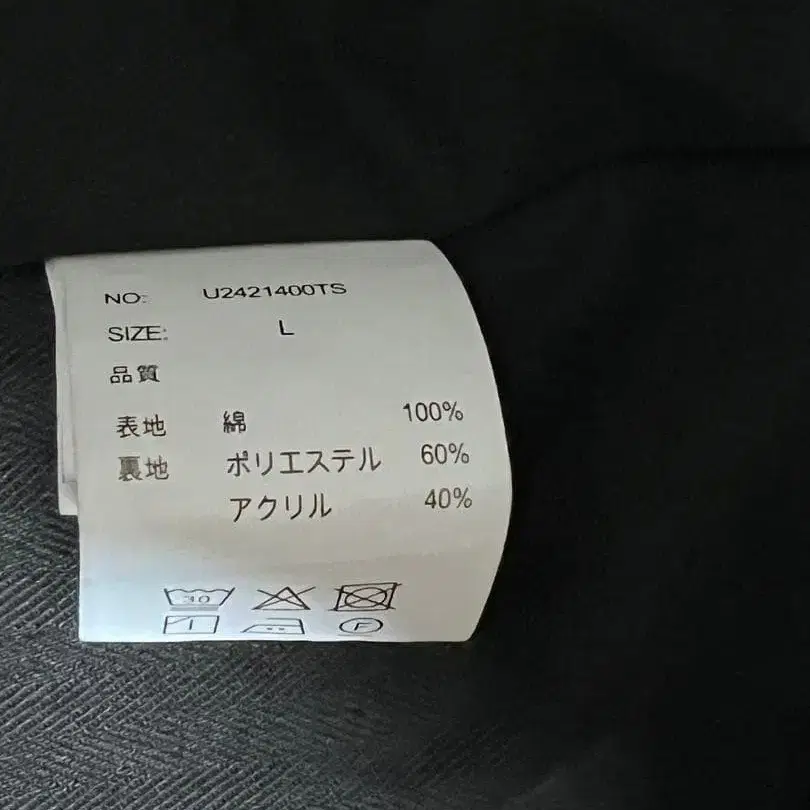 NO: U2421400TS
SIZE: L
品質
表地 綿 100%
裏地 ポリエステル 60%
アクリル 40%
30
F